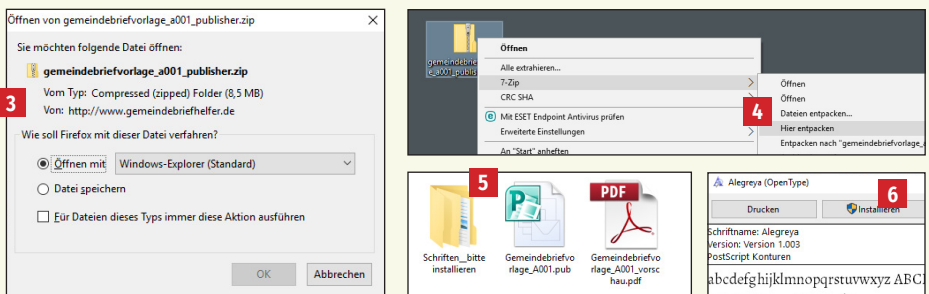 Öffnen von gemeindebriefvorlage_a001_publisher.zip
Sie möchten folgende Datei öffnen:
gemeindebriefvorlage_a001_publisher.zip
Vom Typ: Compressed (zipped) Folder (8,5 MB)
Von: http://www.gemeindebriefhelfer.de
3
Wie soll Firefox mit dieser Datei verfahren?
Öffnen mit
Windows-Explorer (Standard)
Datei speichern
Für Dateien dieses Typs immer diese Aktion ausführen
OK
Abbrechen
Öffnen
Alle extrahieren...
7-Zip
CRC SHA
Mit ESET Endpoint Antivirus prüfen
Erweiterte Einstellungen
An "Start" anheften
4
Öffnen
Öffnen
Dateien entpacken...
Hier entpacken
Entpacken nach "gemeindebriefvorlage_
5
PDF
Schriften__bitte
installieren
Gemeindebriefvo
rlage_A001.pub
Gemeindebriefvo
rlage_A001_vorsc
hau.pdf
Alegreya (OpenType)
6
Drucken
Installieren
Schriftname: Alegreya
Version: Version 1.003
PostScript Konturen
abcdefghijklmnopqrstuvwxyz ABC